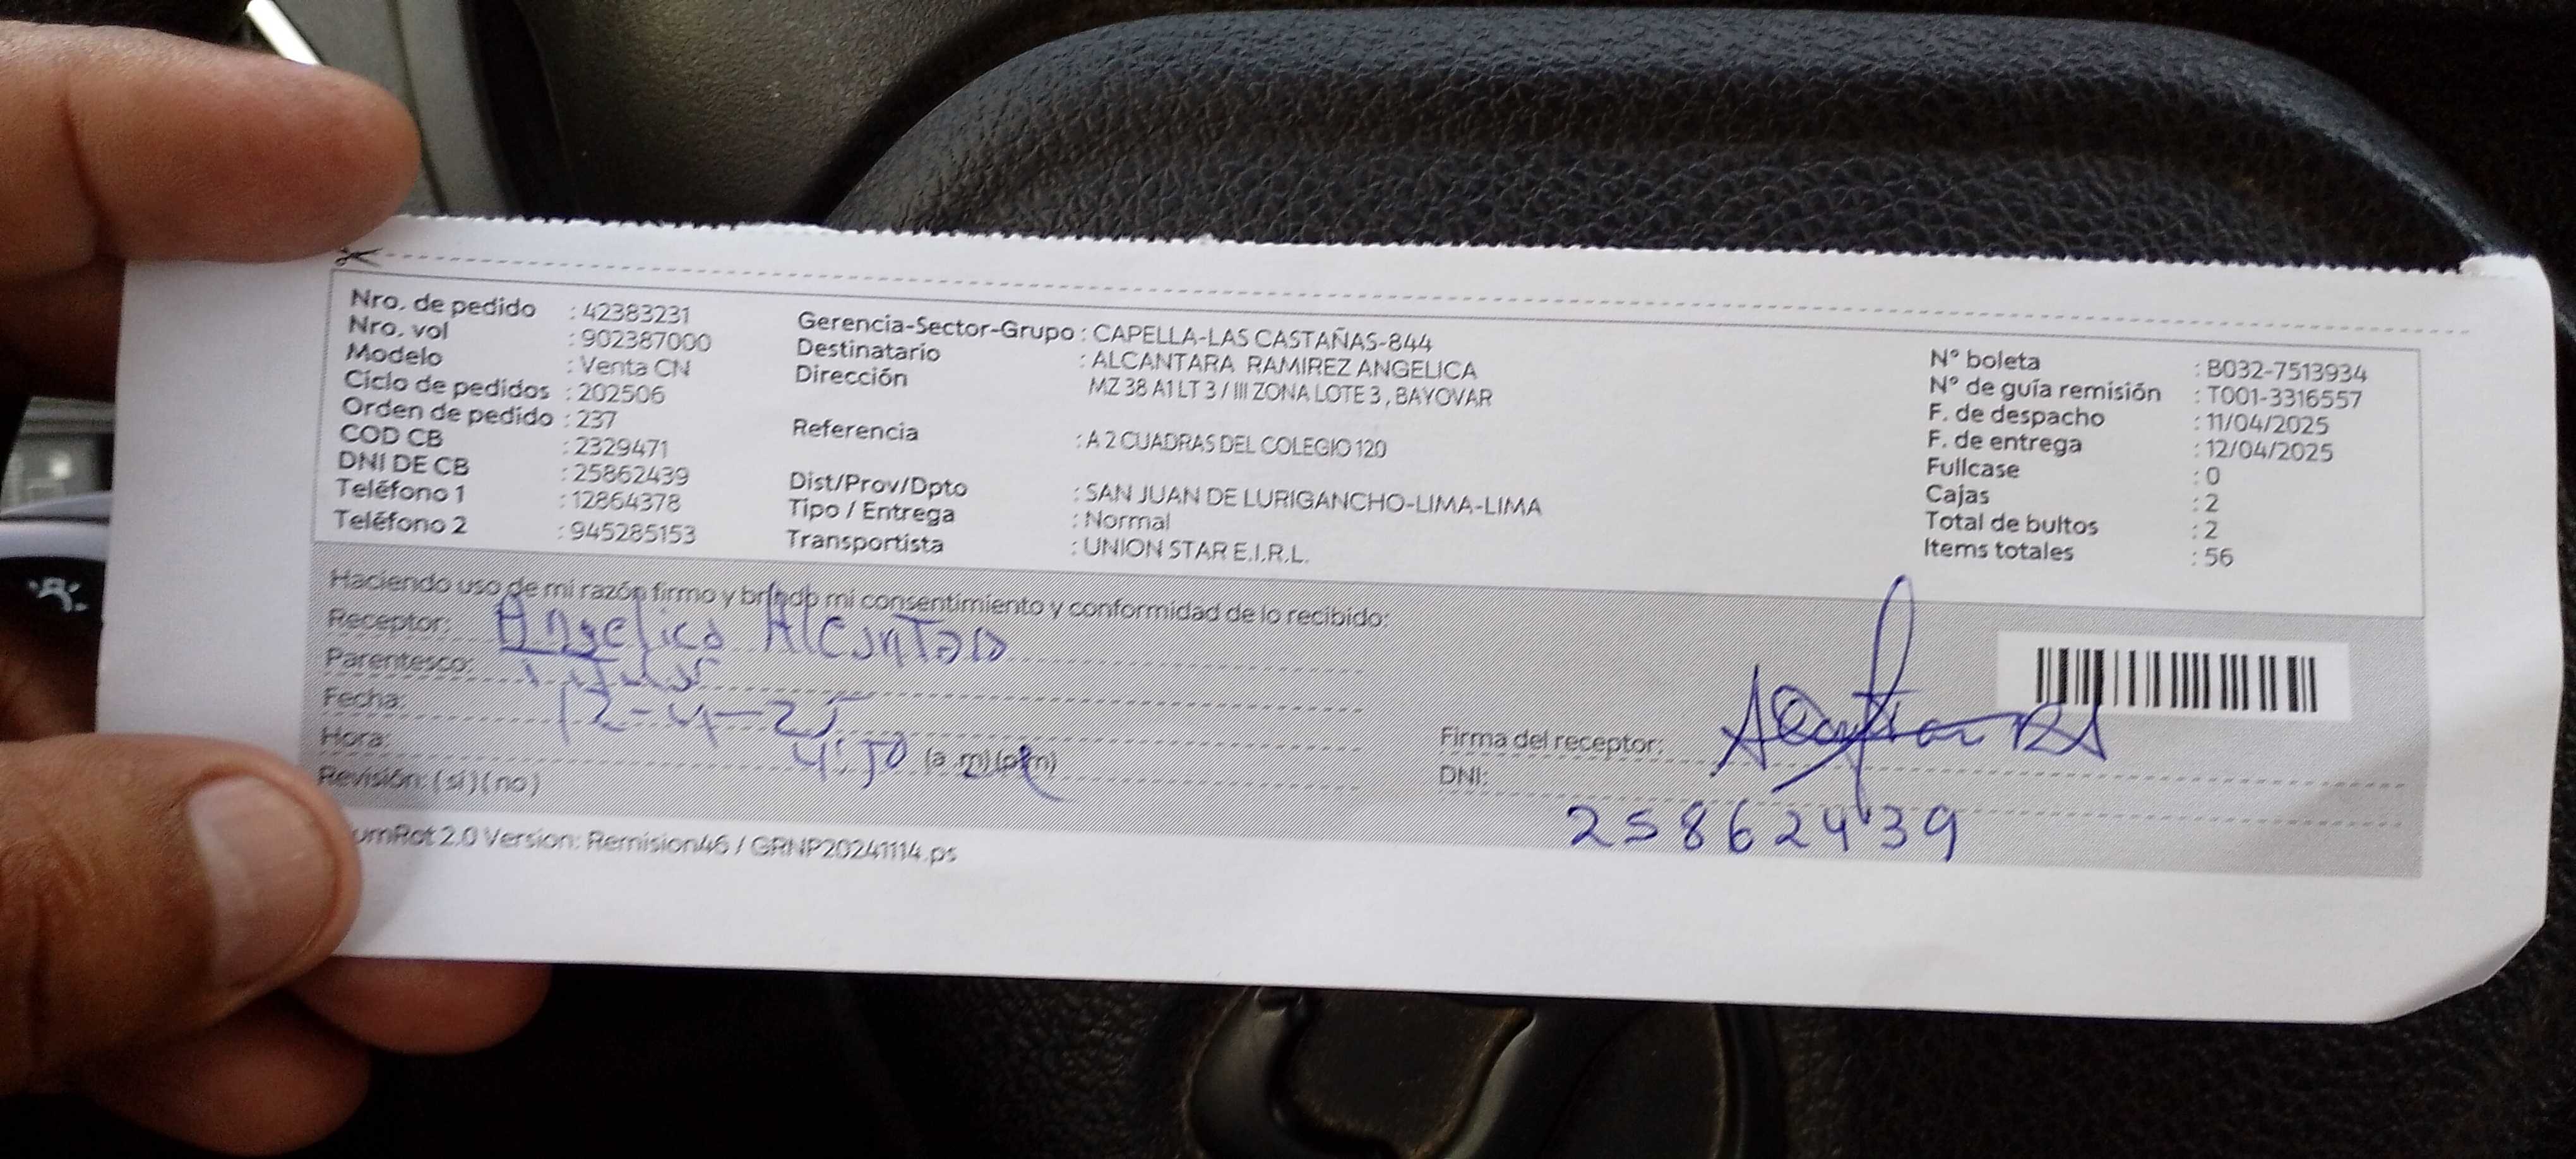 Nro. de pedido : 42383231
Nro. vol : 902387000
Modelo : Venta CN
Ciclo de pedidos : 202506
Orden de pedido : 237
COD CB : 2329471
DNI DE CB : 25862439
Teléfono 1 : 12864378
Teléfono 2 : 945285153
Gerencia-Sector-Grupo : CAPELLA-LAS CASTAÑAS-844
Destinatario : ALCANTARA RAMIREZ ANGELICA
Dirección MZ 38 A1 LT 3 / III ZONA LOTE 3 , BAYOVAR
Referencia : A 2 CUADRAS DEL COLEGIO 120
Dist/Prov/Dpto : SAN JUAN DE LURIGANCHO-LIMA-LIMA
Tipo / Entrega : Normal
Transportista : UNION STAR E.I.R.L.
N° boleta : B032-7513934
N° de guía remisión : T001-3316557
F. de despacho : 11/04/2025
F. de entrega : 12/04/2025
Fullcase : 0
Cajas : 2
Total de bultos : 2
Items totales : 56
Haciendo uso de mi razón firmo y brindo mi consentimiento y conformidad de lo recibido:
Receptor: Angelica Alcantara
Parentesco:
Fecha: 12-4-25
Hora: 4:50 (a .m) (p.m)
Revisión: ( sí ) ( no )
Firma del receptor:
DNI: 25862439
2.0 Version: Remision46 / GRNP20241114.ps